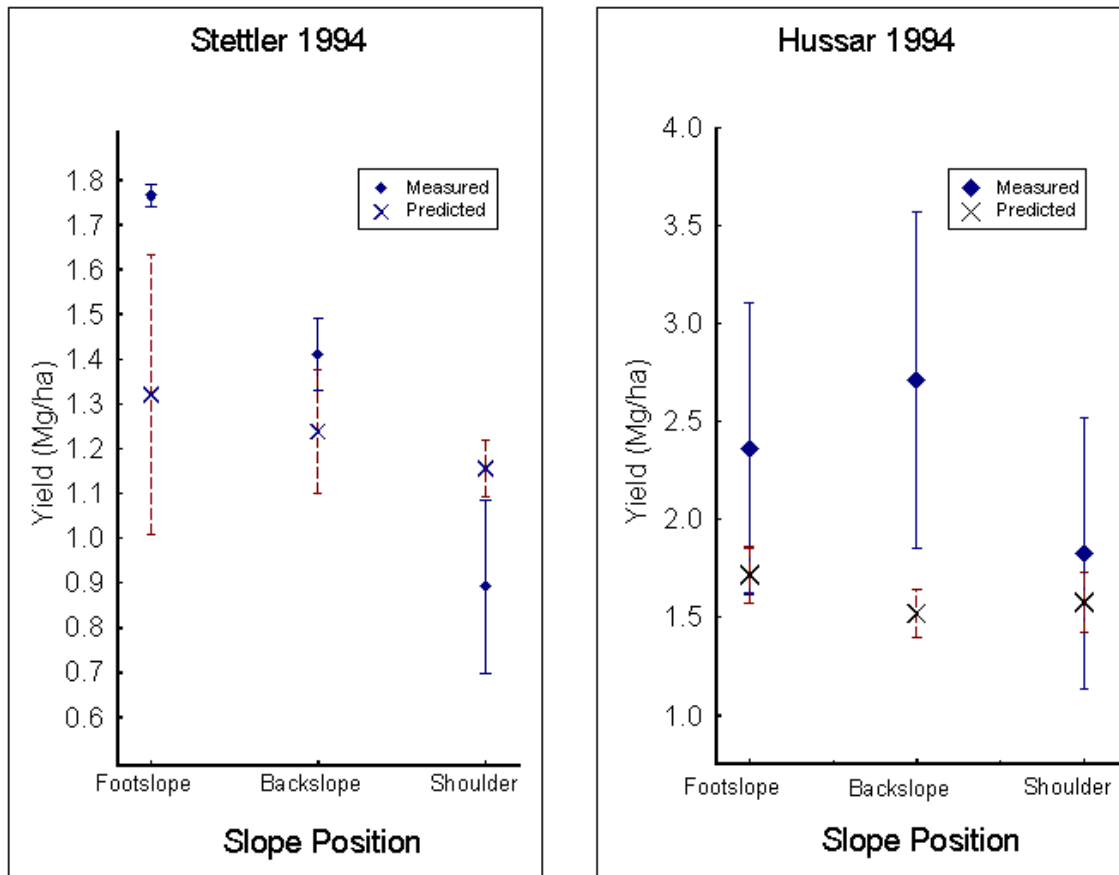 Stettler 1994
Measured
Predicted
Yield (Mg/ha)
1.8
1.7
1.6
1.5
1.4
1.3
1.2
1.1
1.0
0.9
0.8
0.7
0.6
Footslope Backslope Shoulder
Slope Position
Hussar 1994
Measured
Predicted
Yield (Mg/ha)
4.0
3.5
3.0
2.5
2.0
1.5
1.0
Footslope Backslope Shoulder
Slope Position